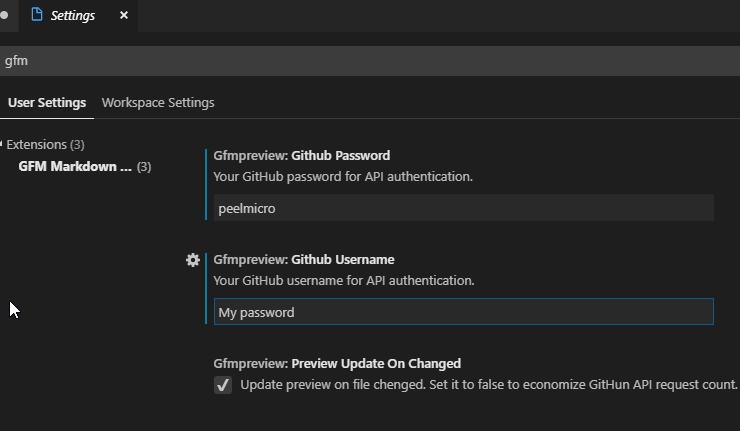 Settings ×
gfm
User Settings Workspace Settings
Extensions (3)
GFM Markdown ... (3)
Gfmpreview: Github Password
Your GitHub password for API authentication.
peelmicro
Gfmpreview: Github Username
Your GitHub username for API authentication.
My password
Gfmpreview: Preview Update On Changed
Update preview on file chenged. Set it to false to economize GitHun API request count.